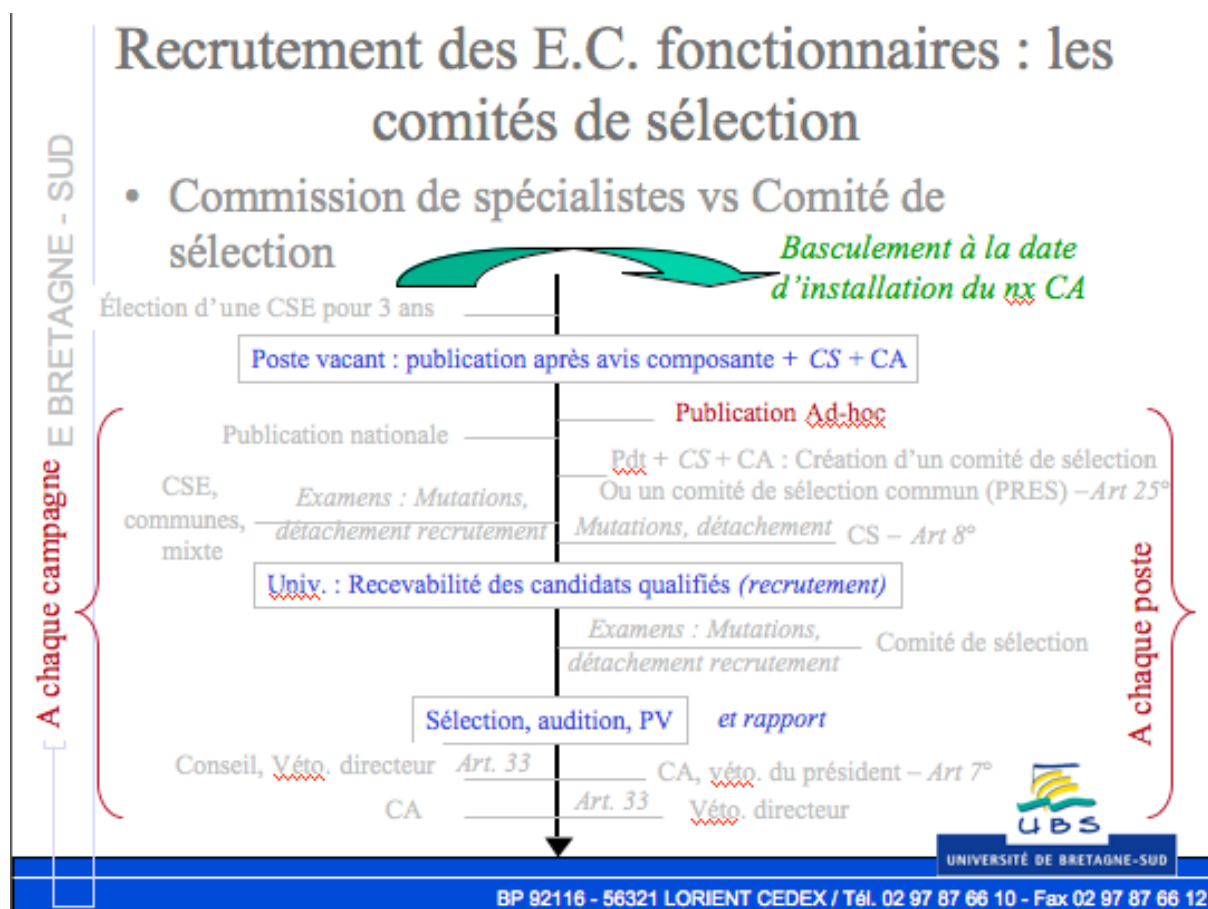 Recrutement des E.C. fonctionnaires : les
comités de sélection
E BRETAGNE - SUD
• Commission de spécialistes vs Comité de
sélection
Basculement à la date
d'installation du nx CA
Élection d'une CSE pour 3 ans
Poste vacant : publication après avis composante + CS + CA
A chaque campagne
Publication Ad-hoc
Publication nationale
Pdt + CS + CA : Création d'un comité de sélection
Ou un comité de sélection commun (PRES) –Art 25°
CSE,
communes,
mixte
Examens : Mutations,
détachement recrutement
Mutations, détachement
CS – Art 8°
Univ. : Recevabilité des candidats qualifiés (recrutement)
Examens : Mutations,
détachement recrutement
Comité de sélection
A chaque poste
Sélection, audition, PV
et rapport
Conseil, Véto. directeur
Art. 33
CA, véto. du président – Art 7°
CA
Art. 33
Véto. directeur
UBS
UNIVERSITÉ DE BRETAGNE-SUD
BP 92116 - 56321 LORIENT CEDEX / Tél. 02 97 87 66 10 - Fax 02 97 87 66 12